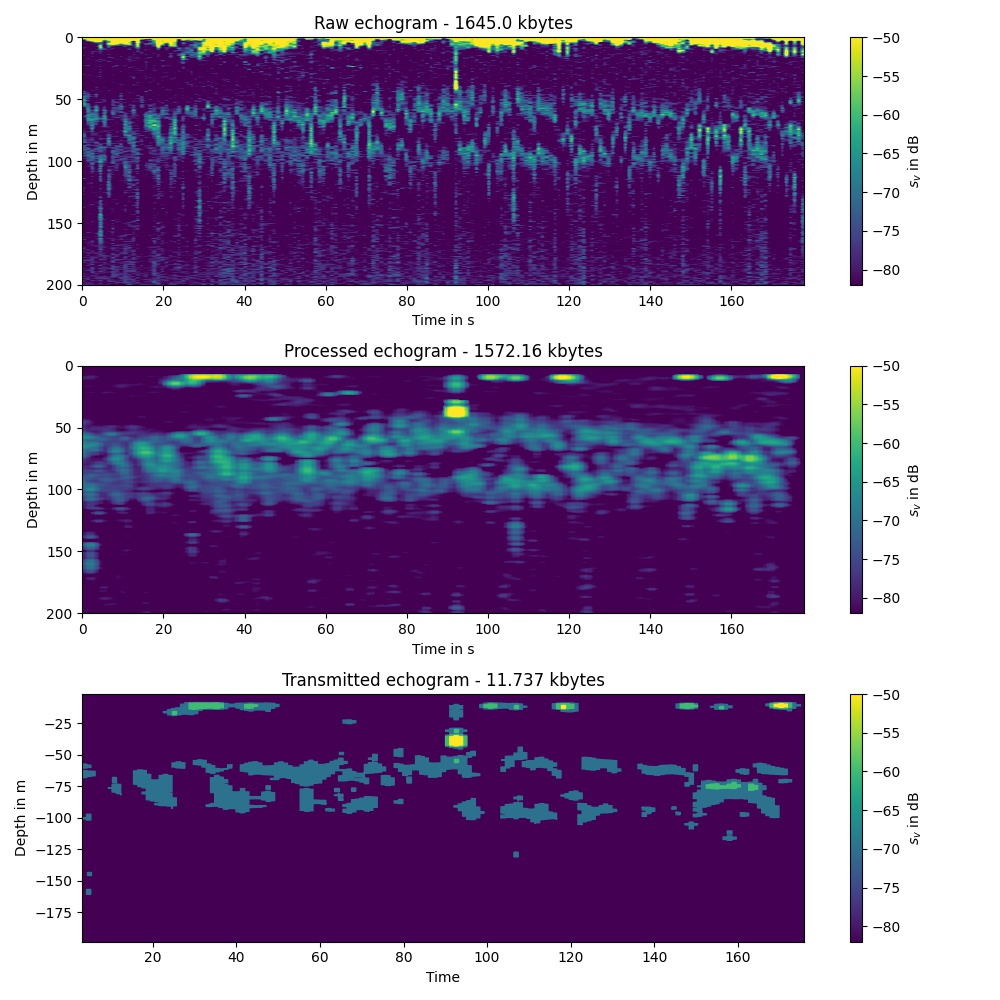 Raw echogram - 1645.0 kbytes
0
50
100
150
200
Depth in m
0 20 40 60 80 100 120 140 160
Time in s
−50
−55
−60
−65
−70
−75
−80
sᵥ in dB
Processed echogram - 1572.16 kbytes
0
50
100
150
200
Depth in m
0 20 40 60 80 100 120 140 160
Time in s
−50
−55
−60
−65
−70
−75
−80
sᵥ in dB
Transmitted echogram - 11.737 kbytes
−25
−50
−75
−100
−125
−150
−175
Depth in m
20 40 60 80 100 120 140 160
Time
−50
−55
−60
−65
−70
−75
−80
sᵥ in dB